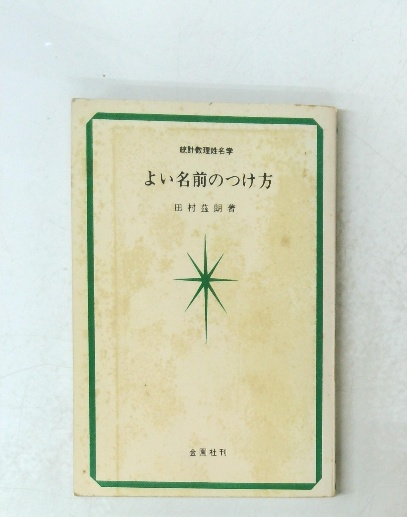 統計数理姓名学
よい名前のつけ方
田村益朗著
金園社刊